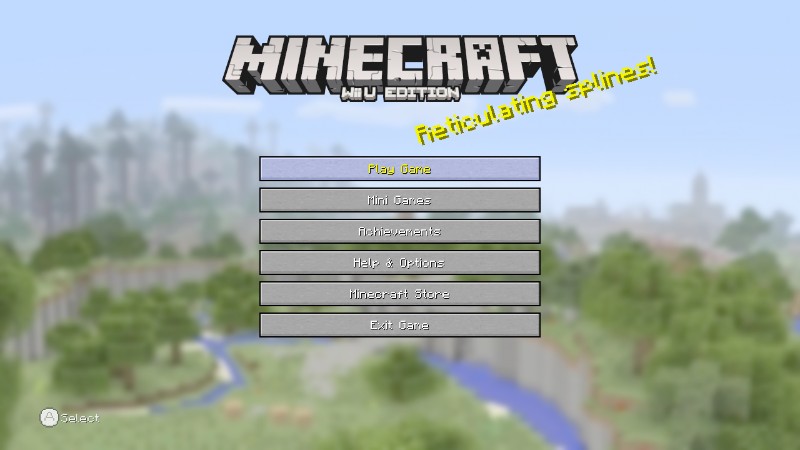 MINECRAFT
Wii U EDITION
Reticulating splines!
Play Game
Mini Games
Achievements
Help & Options
Minecraft Store
Exit Game
A Select